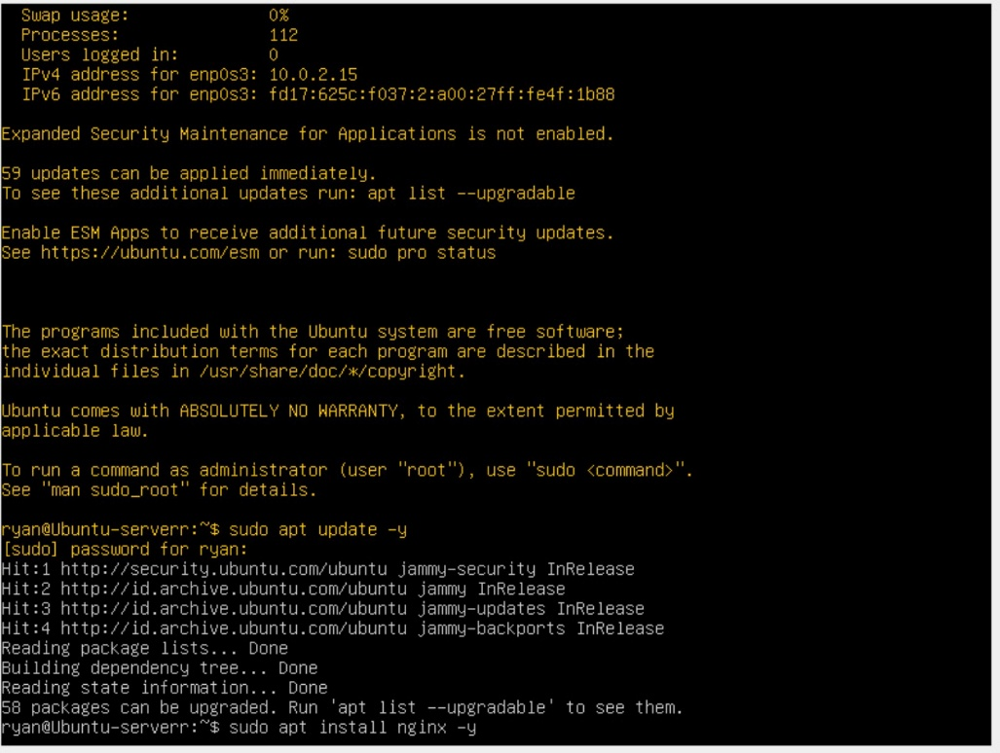 Swap usage: 0%
Processes: 112
Users logged in: 0
IPv4 address for enp0s3: 10.0.2.15
IPv6 address for enp0s3: fd17:625c:f037:2:a00:27ff:fe4f:1b88
Expanded Security Maintenance for Applications is not enabled.
59 updates can be applied immediately.
To see these additional updates run: apt list --upgradable
Enable ESM Apps to receive additional future security updates.
See https://ubuntu.com/esm or run: sudo pro status
The programs included with the Ubuntu system are free software;
the exact distribution terms for each program are described in the
individual files in /usr/share/doc/*/copyright.
Ubuntu comes with ABSOLUTELY NO WARRANTY, to the extent permitted by
applicable law.
To run a command as administrator (user "root"), use "sudo <command>".
See "man sudo_root" for details.
ryan@Ubuntu-serverr:~$ sudo apt update -y
[sudo] password for ryan:
Hit:1 http://security.ubuntu.com/ubuntu jammy-security InRelease
Hit:2 http://id.archive.ubuntu.com/ubuntu jammy InRelease
Hit:3 http://id.archive.ubuntu.com/ubuntu jammy-updates InRelease
Hit:4 http://id.archive.ubuntu.com/ubuntu jammy-backports InRelease
Reading package lists... Done
Building dependency tree... Done
Reading state information... Done
58 packages can be upgraded. Run 'apt list --upgradable' to see them.
ryan@Ubuntu-serverr:~$ sudo apt install nginx -y